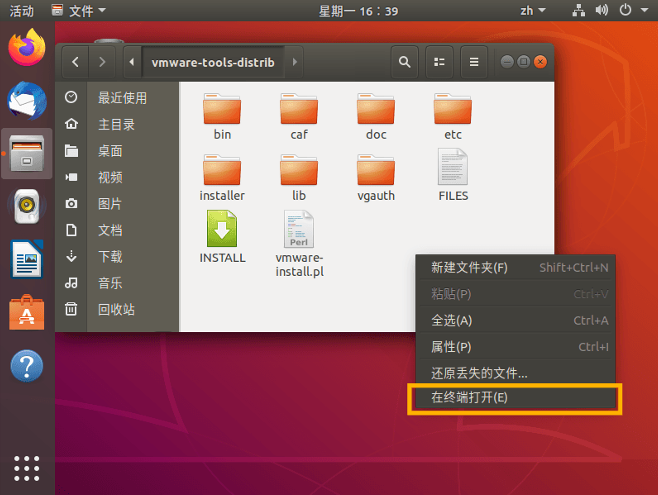 活动 文件 星期一 16：39 zh
vmware-tools-distrib
最近使用
主目录
桌面
视频
图片
文档
下载
音乐
回收站
bin caf doc etc
installer lib vgauth FILES
Perl
INSTALL vmware-
install.pl
新建文件夹(F) Shift+Ctrl+N
粘贴(P) Ctrl+V
全选(A) Ctrl+A
属性(P) Ctrl+I
还原丢失的文件...
在终端打开(E)